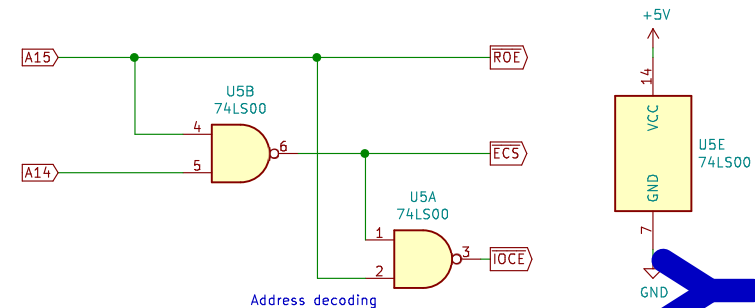 +5V
A15
ROE
14
U5B
74LS00
VCC
4
6
U5E
74LS00
ECS
5
A14
GND
U5A
74LS00
1
7
3
IOCE
2
GND
Address decoding